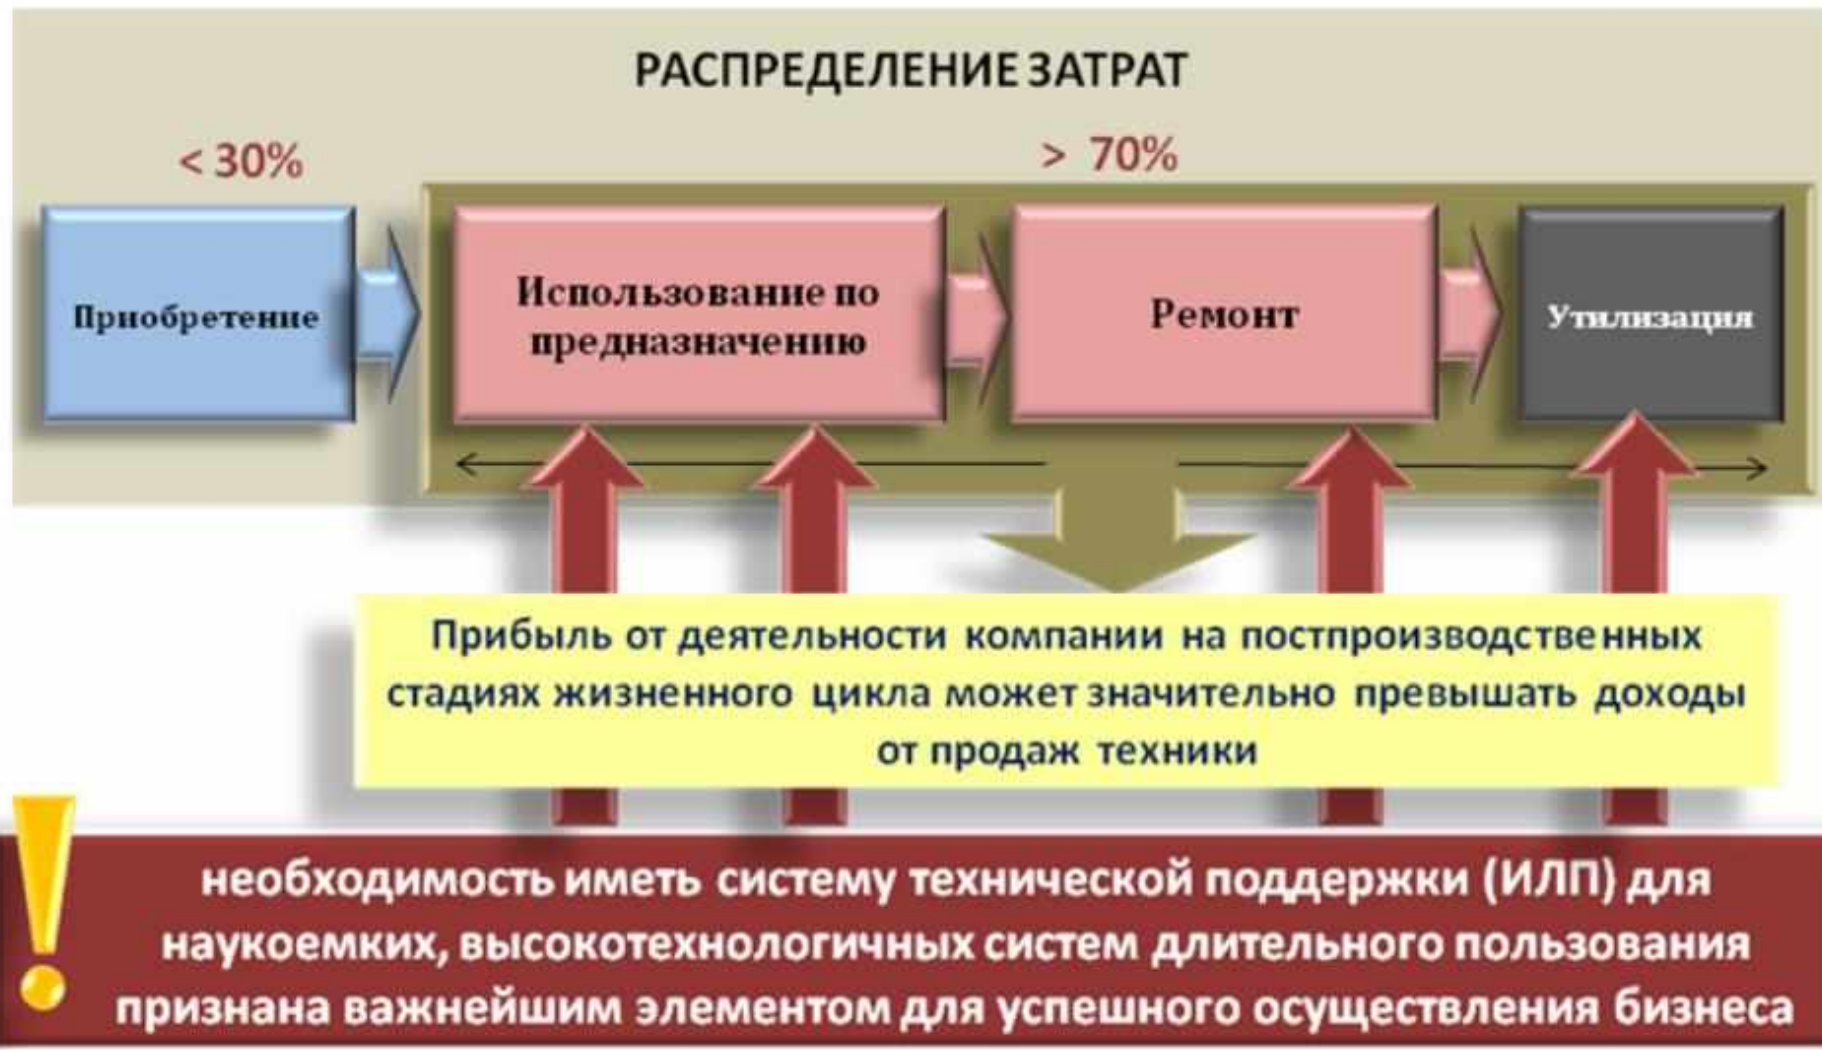 РАСПРЕДЕЛЕНИЕ ЗАТРАТ
< 30%
> 70%
Приобретение
Использование по
предназначению
Ремонт
Утилизация
Прибыль от деятельности компании на постпроизводственных
стадиях жизненного цикла может значительно превышать доходы
от продаж техники
!
необходимость иметь систему технической поддержки (ИЛП) для
наукоемких, высокотехнологичных систем длительного пользования
признана важнейшим элементом для успешного осуществления бизнеса